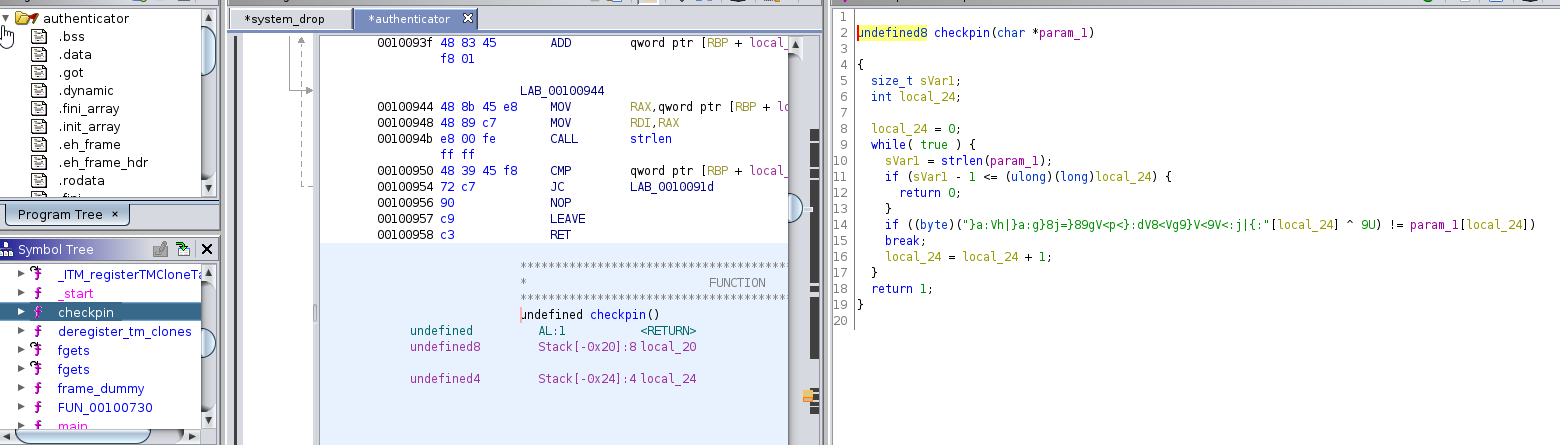 authenticator
.bss
.data
.got
.dynamic
.fini_array
.init_array
.eh_frame
.eh_frame_hdr
.rodata
Program Tree ×
Symbol Tree
_ITM_registerTMCloneTa
_start
checkpin
deregister_tm_clones
fgets
fgets
frame_dummy
FUN_00100730
main
*system_drop
*authenticator
0010093f 48 83 45 ADD qword ptr [RBP + local_
f8 01
LAB_00100944
00100944 48 8b 45 e8 MOV RAX,qword ptr [RBP + lo
00100948 48 89 c7 MOV RDI,RAX
0010094b e8 00 fe CALL strlen
ff ff
00100950 48 39 45 f8 CMP qword ptr [RBP + local_
00100954 72 c7 JC LAB_0010091d
00100956 90 NOP
00100957 c9 LEAVE
00100958 c3 RET
***************************************
* FUNCTION
***************************************
undefined checkpin()
undefined AL:1 <RETURN>
undefined8 Stack[-0x20]:8 local_20
undefined4 Stack[-0x24]:4 local_24
1
2 undefined8 checkpin(char *param_1)
3
4 {
5 size_t sVar1;
6 int local_24;
7
8 local_24 = 0;
9 while( true ) {
10 sVar1 = strlen(param_1);
11 if (sVar1 - 1 <= (ulong)(long)local_24) {
12 return 0;
13 }
14 if ((byte)("}a:Vh|}a:g}8j=}89gV<p<}:dV8<Vg9}V<9V<:j|{:"[local_24] ^ 9U) != param_1[local_24])
15 break;
16 local_24 = local_24 + 1;
17 }
18 return 1;
19 }
20